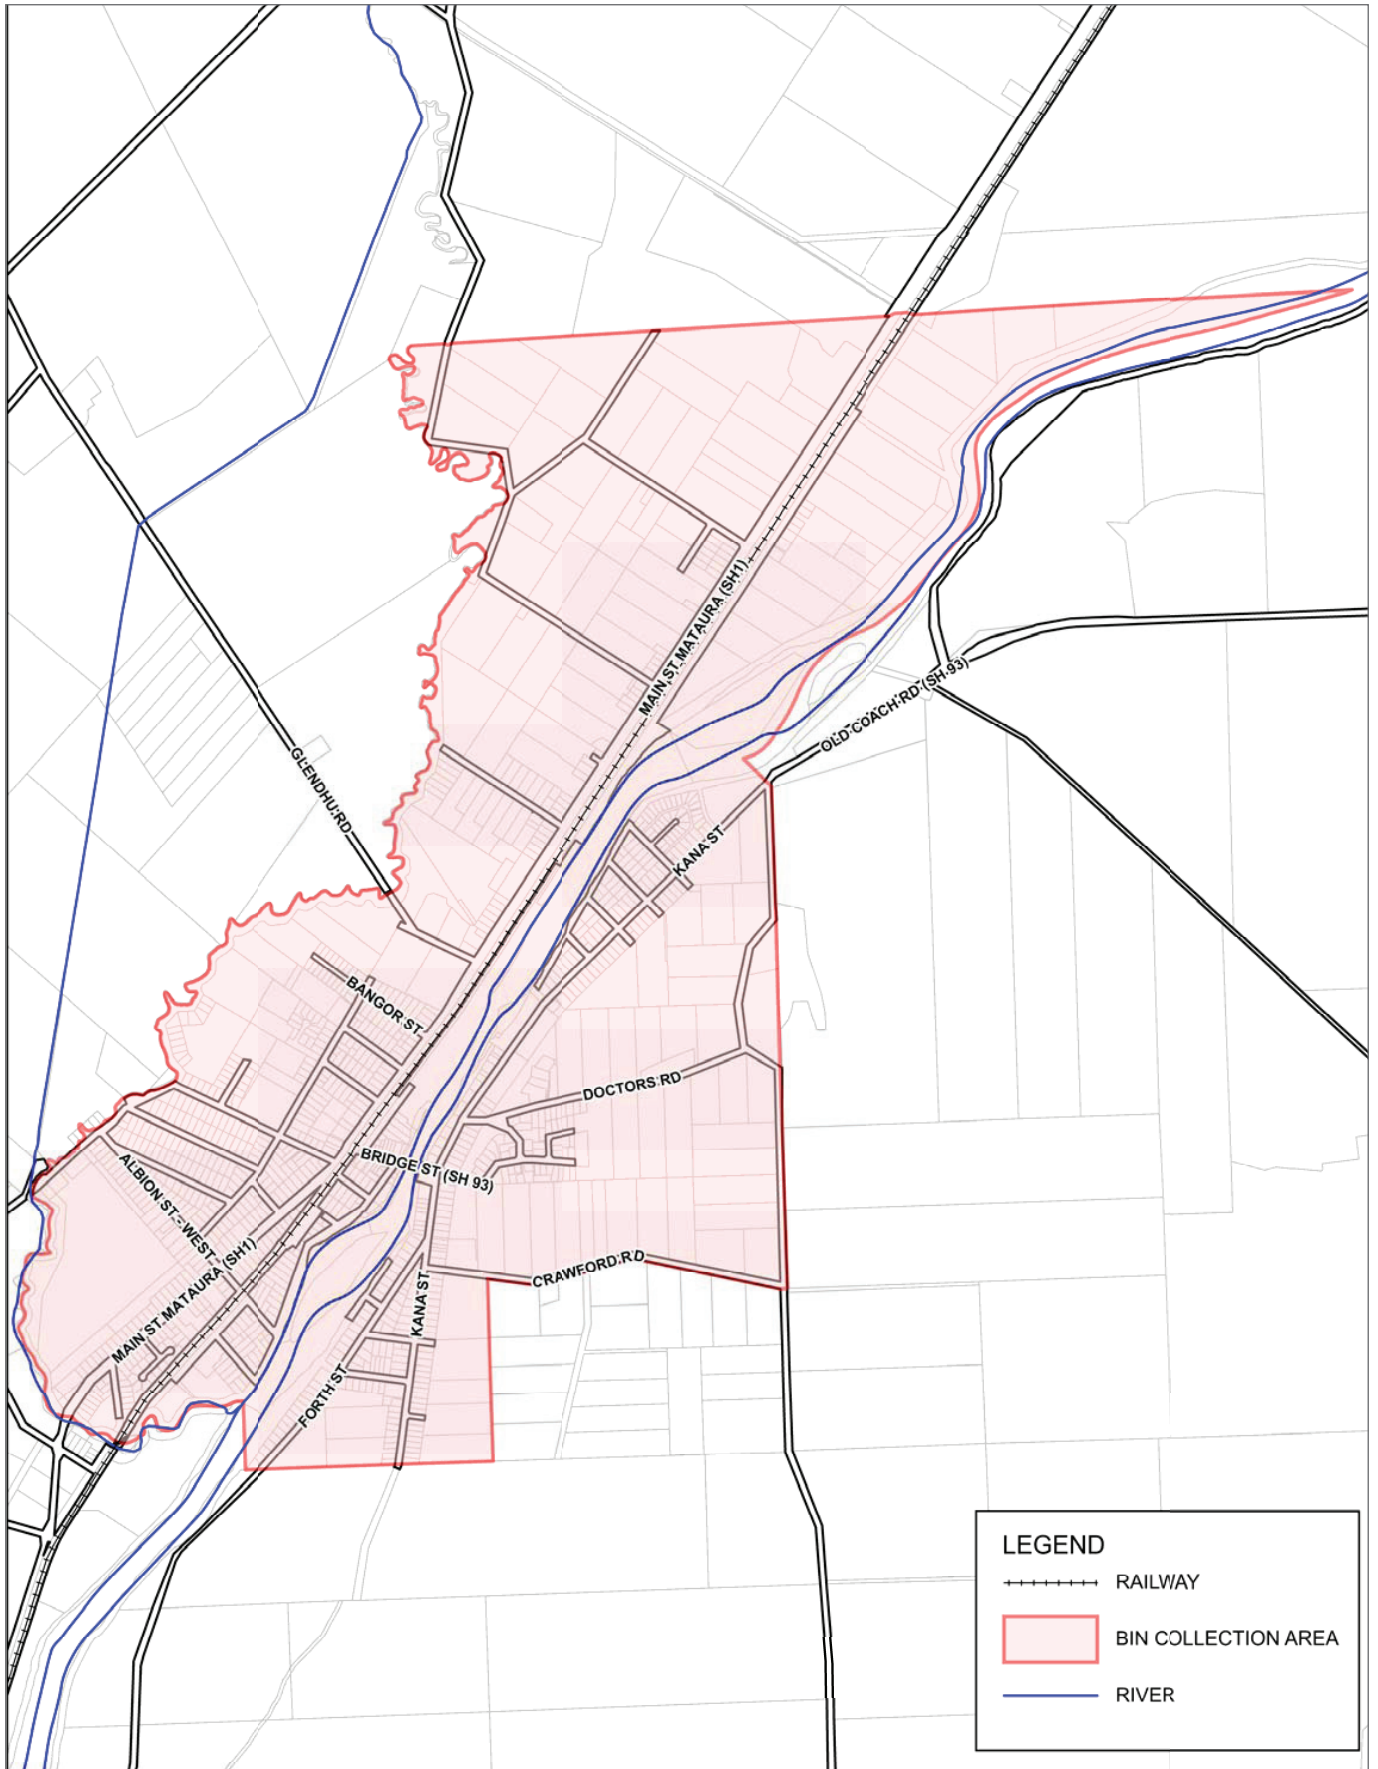 MAIN ST MATAURA (SH1)
OLD COACH RD (SH 93)
GLENDHU RD
KANA ST
BANGOR ST
DOCTORS RD
BRIDGE ST (SH 93)
ALBION ST - WEST
MAIN ST MATAURA (SH1)
CRAWFORD RD
KANA ST
FORTH ST
LEGEND
RAILWAY
BIN COLLECTION AREA
RIVER